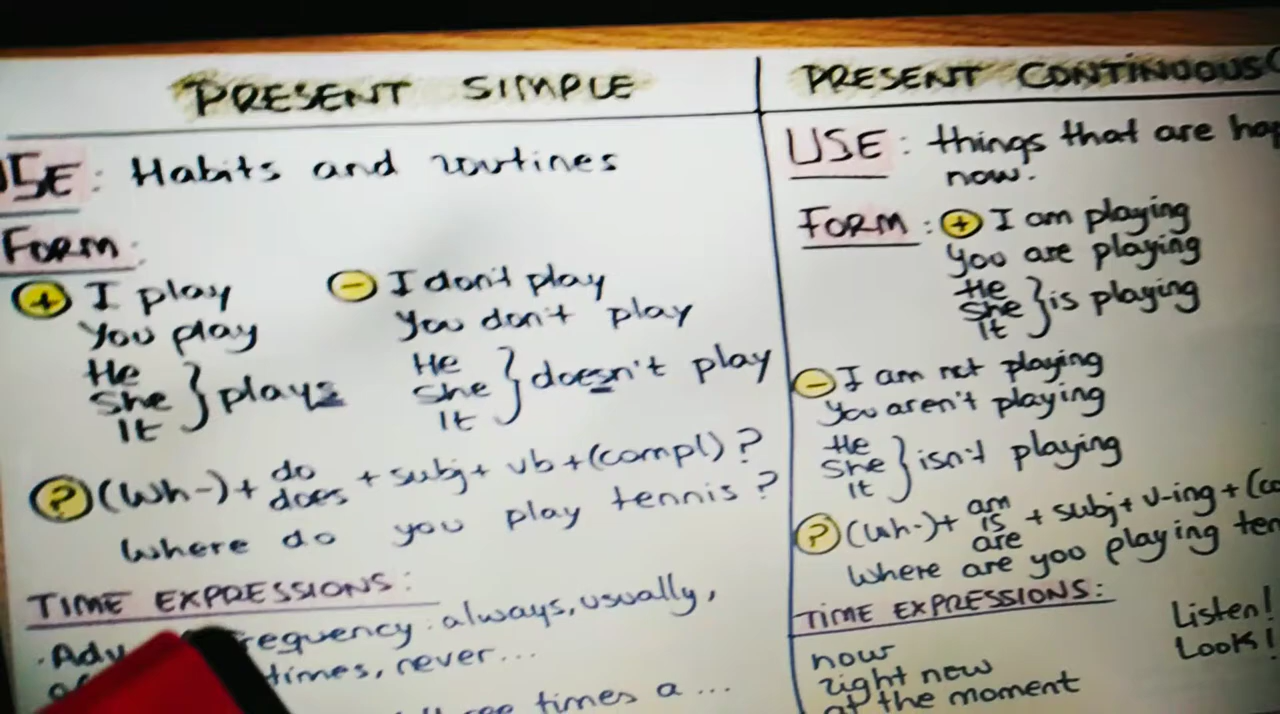 PRESENT SIMPLE
USE: Habits and routines
FORM:
+ I play
You play
He
She } plays
It
- I don't play
You don't play
He
She } doesn't play
It
? (Wh-) + do does + subj + vb + (compl)?
Where do you play tennis?
TIME EXPRESSIONS:
always, usually,
times, never...
times a ...
PRESENT CONTINUOUS
USE: things that are
now.
FORM: + I am playing
You are playing
He
She } is playing
It
- I am not playing
You aren't playing
He
She } isn't playing
It
? (Wh-) + am is are + subj + v-ing +
Where are you playing
TIME EXPRESSIONS:
now
right now
at the moment
Listen!
Look!